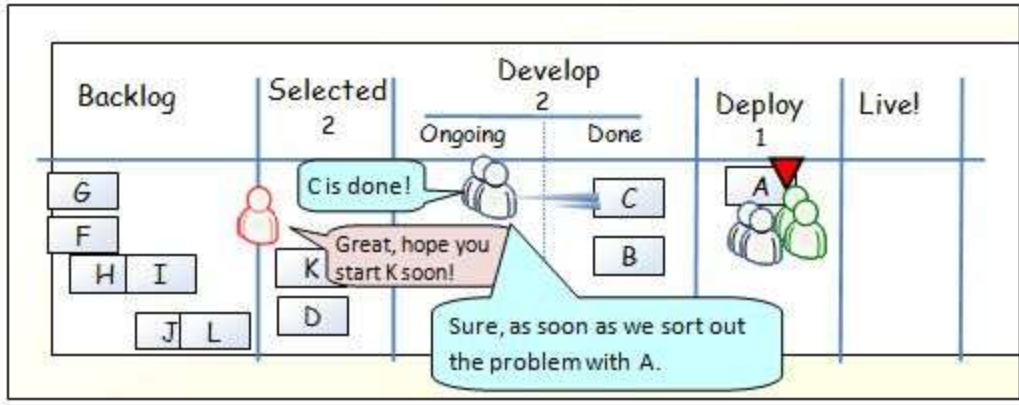 Backlog
Selected
2
Develop
2
Ongoing
Done
Deploy
1
Live!
G
F
H I
J L
C is done!
Great, hope you
start K soon!
K
D
C
B
A
Sure, as soon as we sort out
the problem with A.